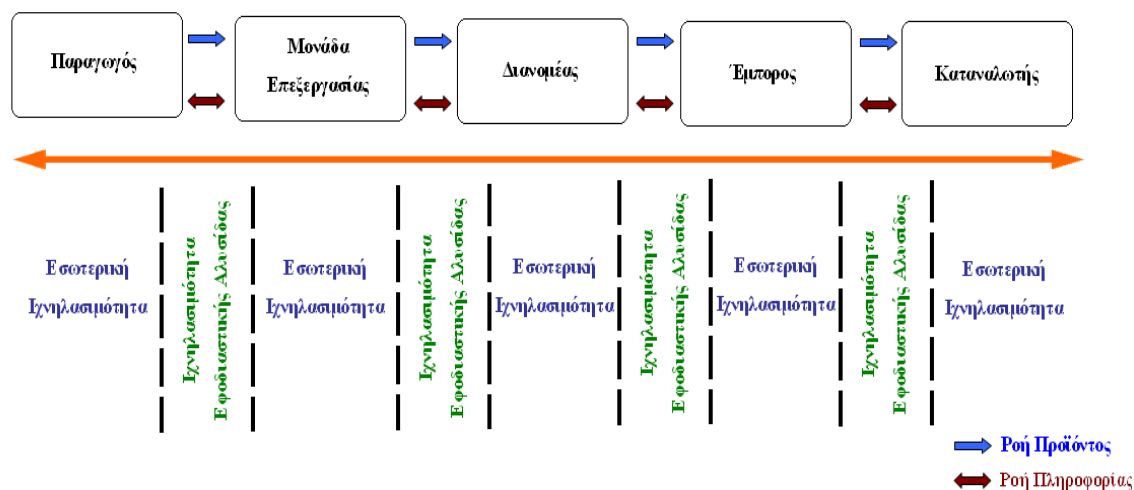 Παραγωγός
Μονάδα
Επεξεργασίας
Διανομέας
Έμπορος
Καταναλωτής
Εσωτερική
Ιχνηλασιμότητα
Ιχνηλασιμότητα
Εφοδιαστικής Αλυσίδας
Εσωτερική
Ιχνηλασιμότητα
Ιχνηλασιμότητα
Εφοδιαστικής Αλυσίδας
Εσωτερική
Ιχνηλασιμότητα
Ιχνηλασιμότητα
Εφοδιαστικής Αλυσίδας
Εσωτερική
Ιχνηλασιμότητα
Ιχνηλασιμότητα
Εφοδιαστικής Αλυσίδας
Εσωτερική
Ιχνηλασιμότητα
Ροή Προϊόντος
Ροή Πληροφορίας